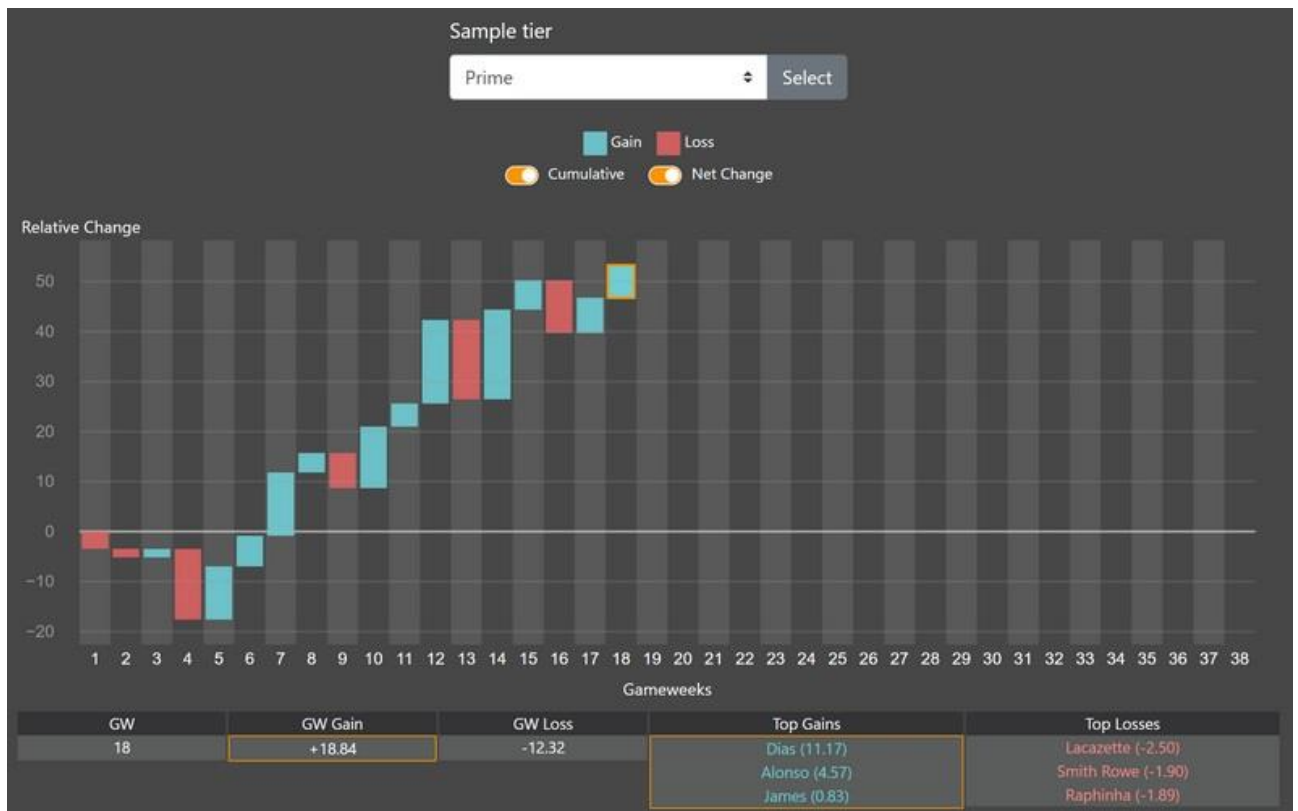 Sample tier
Prime Select
Gain Loss
Cumulative Net Change
Relative Change
50
40
30
20
10
0
−10
−20
1 2 3 4 5 6 7 8 9 10 11 12 13 14 15 16 17 18 19 20 21 22 23 24 25 26 27 28 29 30 31 32 33 34 35 36 37 38
Gameweeks
GW GW Gain GW Loss Top Gains Top Losses
18 +18.84 -12.32 Dias (11.17) Lacazette (-2.50)
Alonso (4.57) Smith Rowe (-1.90)
James (0.83) Raphinha (-1.89)